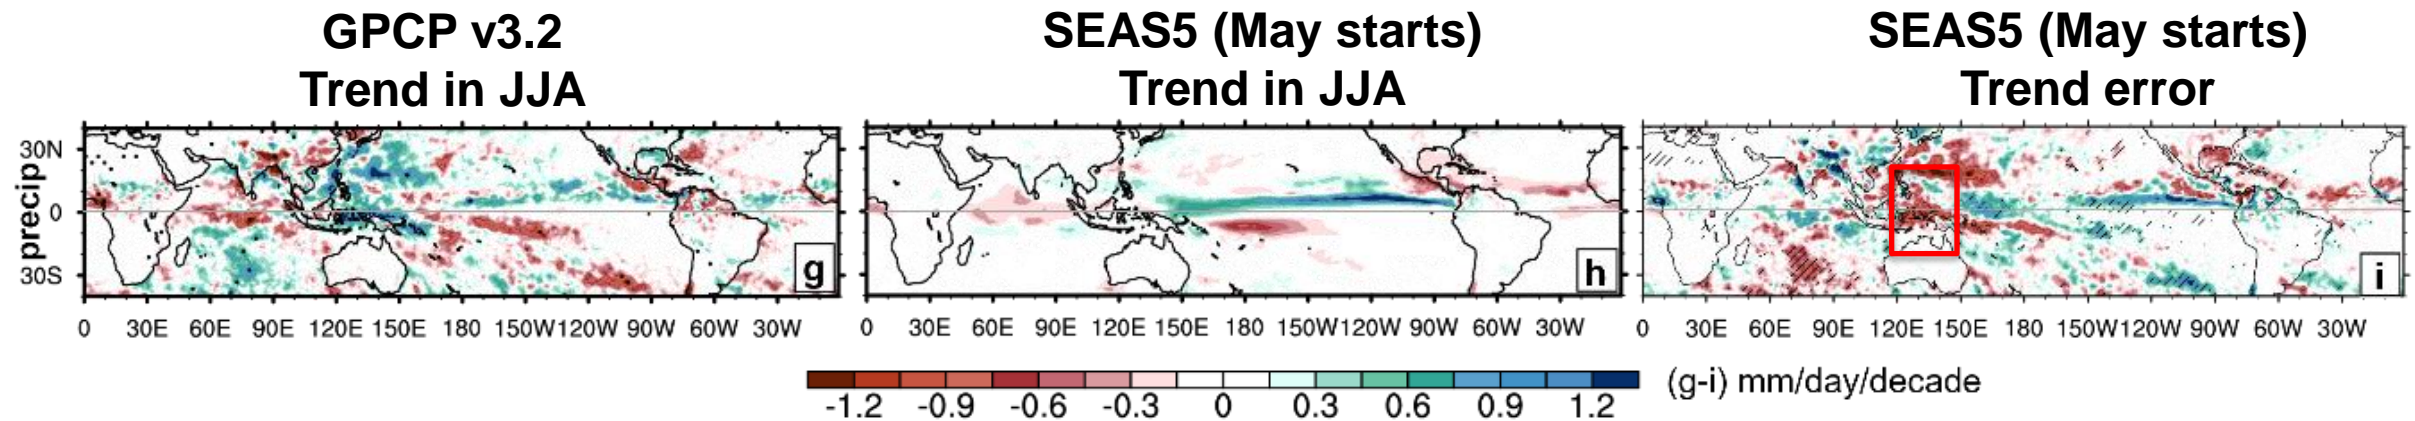 GPCP v3.2
Trend in JJA
SEAS5 (May starts)
Trend in JJA
SEAS5 (May starts)
Trend error
precip
30N
0
30S
g
h
i
0 30E 60E 90E 120E 150E 180 150W 120W 90W 60W 30W
0 30E 60E 90E 120E 150E 180 150W 120W 90W 60W 30W
0 30E 60E 90E 120E 150E 180 150W 120W 90W 60W 30W
-1.2 -0.9 -0.6 -0.3 0 0.3 0.6 0.9 1.2
(g-i) mm/day/decade